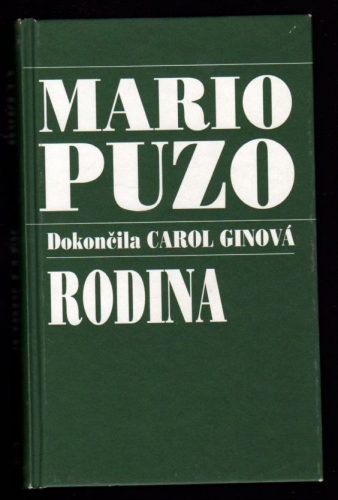 MARIO
PUZO
Dokončila CAROL GINOVÁ
RODINA